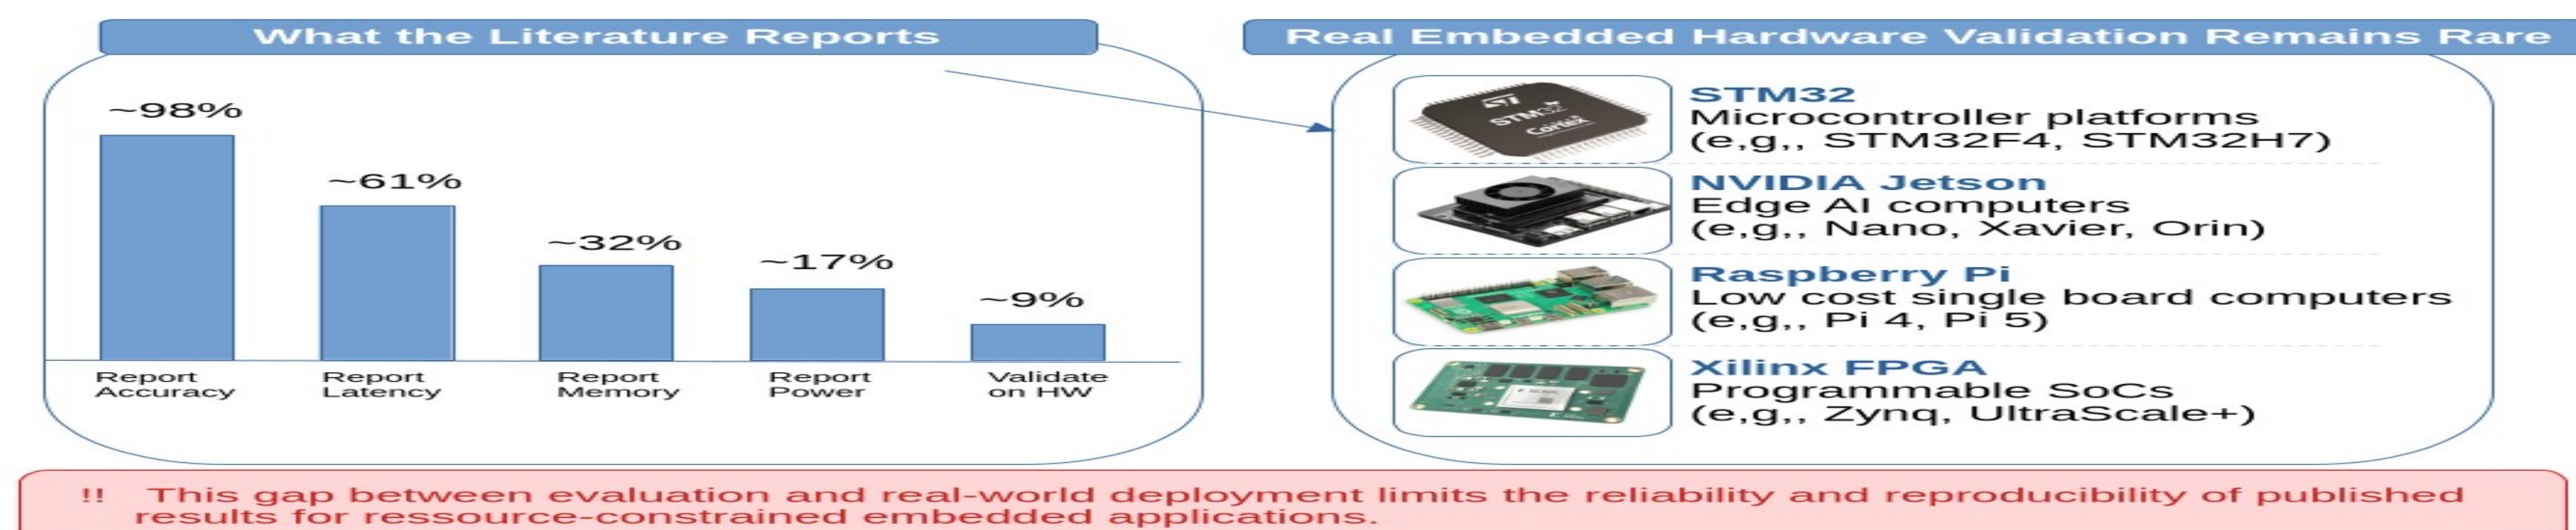 What the Literature Reports
~98%
~61%
~32%
~17%
~9%
Report
Accuracy
Report
Latency
Report
Memory
Report
Power
Validate
on HW
Real Embedded Hardware Validation Remains Rare
STM32
Cortex
STM32
Microcontroller platforms
(e,g,, STM32F4, STM32H7)
NVIDIA Jetson
Edge AI computers
(e,g,, Nano, Xavier, Orin)
Raspberry Pi
Low cost single board computers
(e,g,, Pi 4, Pi 5)
Xilinx FPGA
Programmable SoCs
(e,g,, Zynq, UltraScale+)
!! This gap between evaluation and real-world deployment limits the reliability and reproducibility of published
results for ressource-constrained embedded applications.